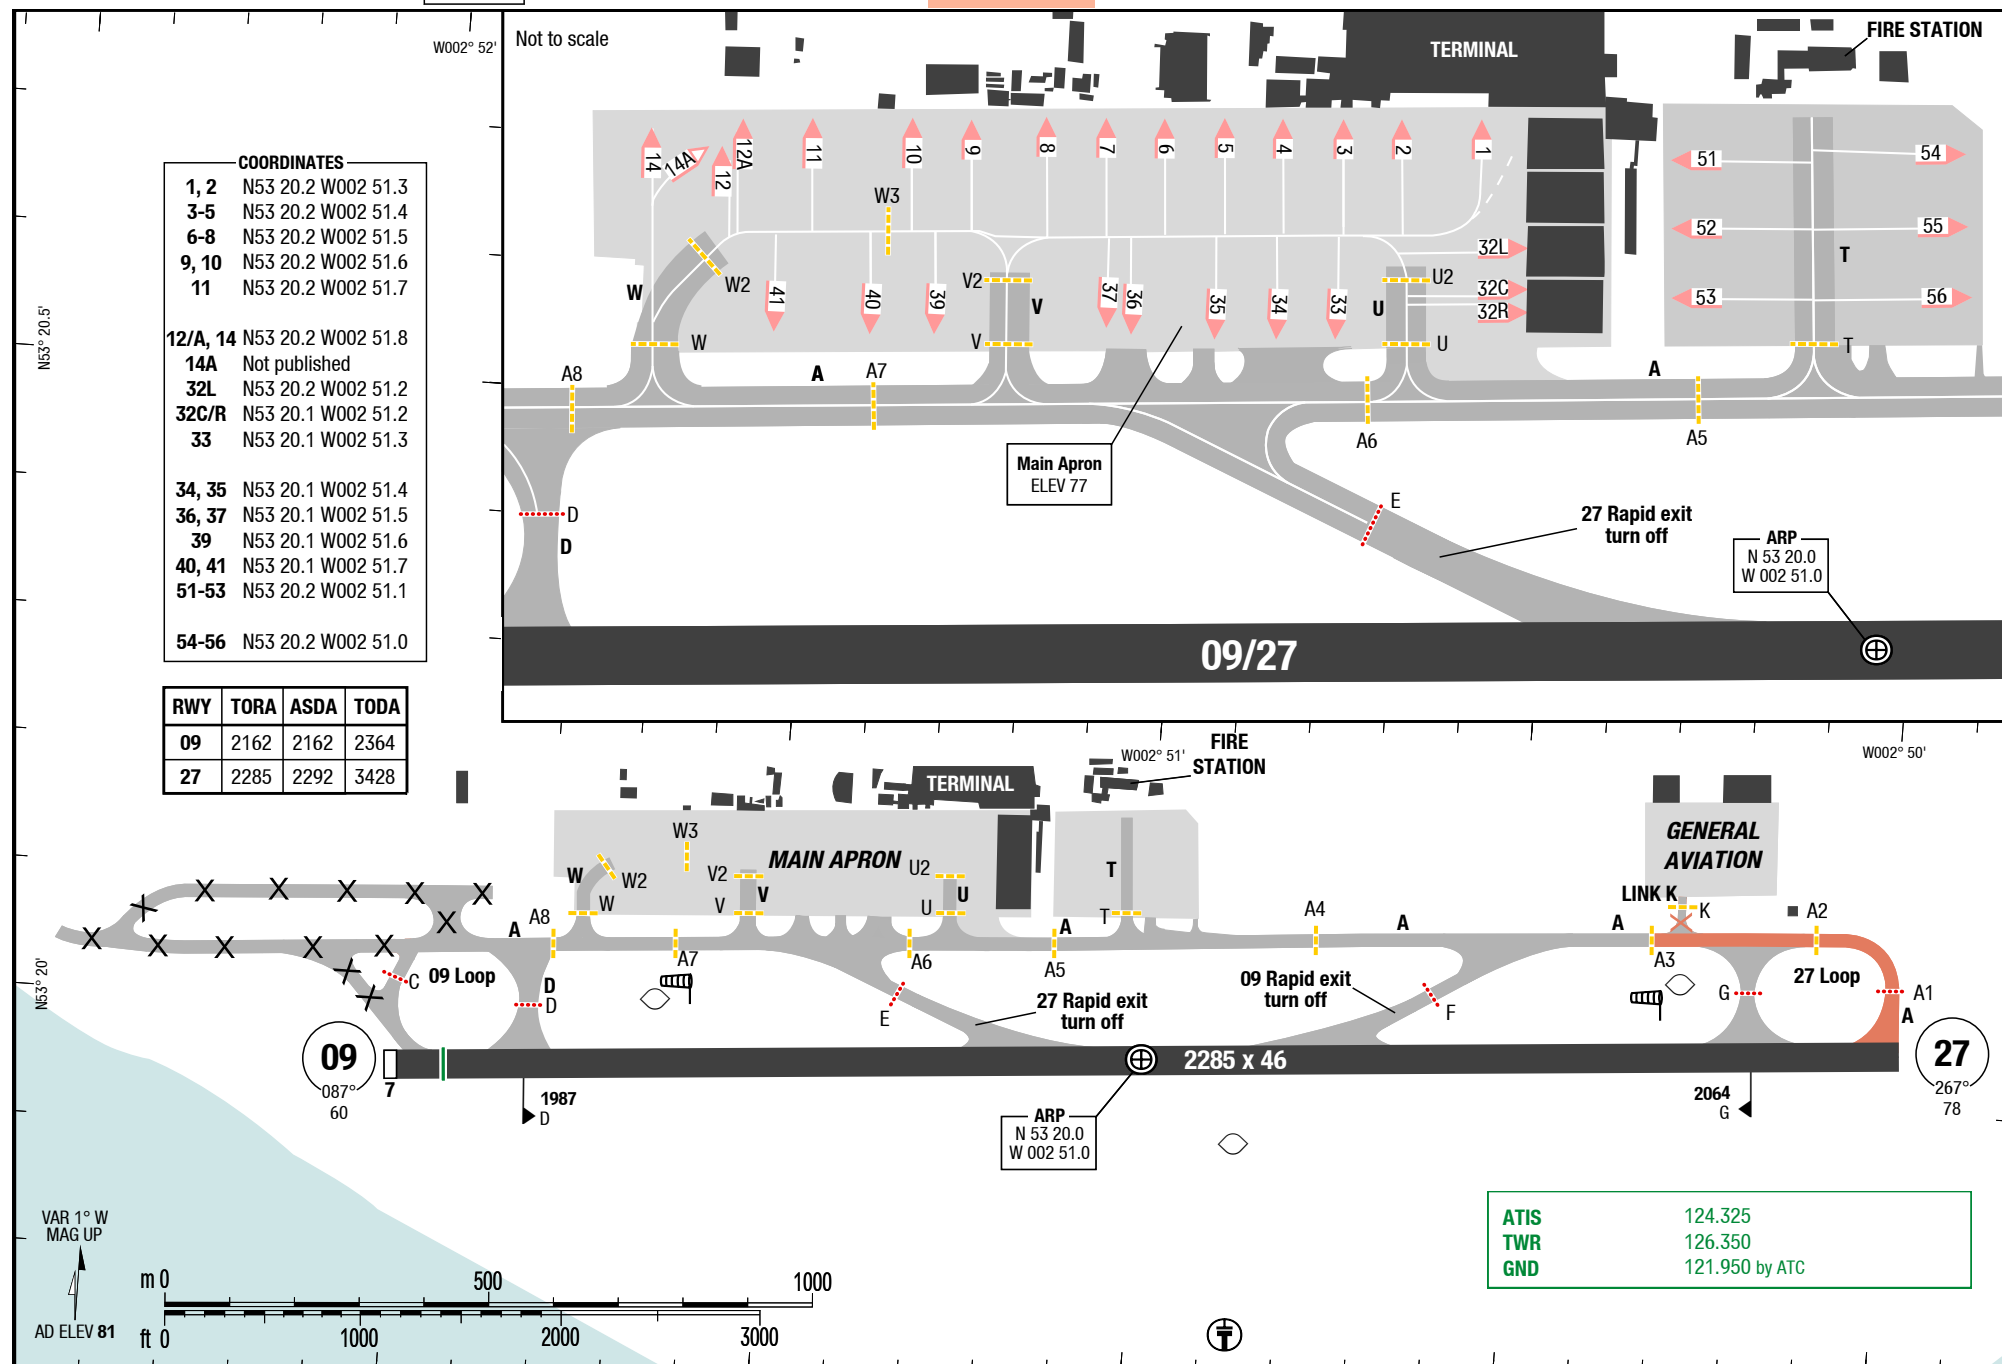 W002° 52'
Not to scale
TERMINAL
FIRE STATION
14
14A
12
12A
11
10
9
8
7
6
5
4
3
2
1
51
54
W3
52
55
T
32L
W
W2
V2
V
U
U2
32C
32R
53
56
41
40
39
37
36
35
34
33
W
V
U
T
A8
A
A7
A
A6
A5
Main Apron
ELEV 77
E
27 Rapid exit
turn off
D
D
ARP
N 53 20.0
W 002 51.0
09/27
N53° 20.5'
COORDINATES
1, 2 N53 20.2 W002 51.3
3-5 N53 20.2 W002 51.4
6-8 N53 20.2 W002 51.5
9, 10 N53 20.2 W002 51.6
11 N53 20.2 W002 51.7
12/A, 14 N53 20.2 W002 51.8
14A Not published
32L N53 20.2 W002 51.2
32C/R N53 20.1 W002 51.2
33 N53 20.1 W002 51.3
34, 35 N53 20.1 W002 51.4
36, 37 N53 20.1 W002 51.5
39 N53 20.1 W002 51.6
40, 41 N53 20.1 W002 51.7
51-53 N53 20.2 W002 51.1
54-56 N53 20.2 W002 51.0
RWY TORA ASDA TODA
09 2162 2162 2364
27 2285 2292 3428
W002° 51'
FIRE
STATION
W002° 50'
TERMINAL
W3
MAIN APRON
GENERAL
AVIATION
W
W2
V2
V
U2
U
T
LINK K
W
V
U
T
K
A8
A
A7
A6
A
A5
A4
A
A
A3
A2
N53° 20'
C
09 Loop
D
D
E
27 Rapid exit
turn off
09 Rapid exit
turn off
F
G
27 Loop
A1
A
09
087°
60
7
2285 x 46
27
267°
78
1987
D
2064
G
ARP
N 53 20.0
W 002 51.0
ATIS 124.325
TWR 126.350
GND 121.950 by ATC
VAR 1° W
MAG UP
AD ELEV 81
m 0 500 1000
ft 0 1000 2000 3000